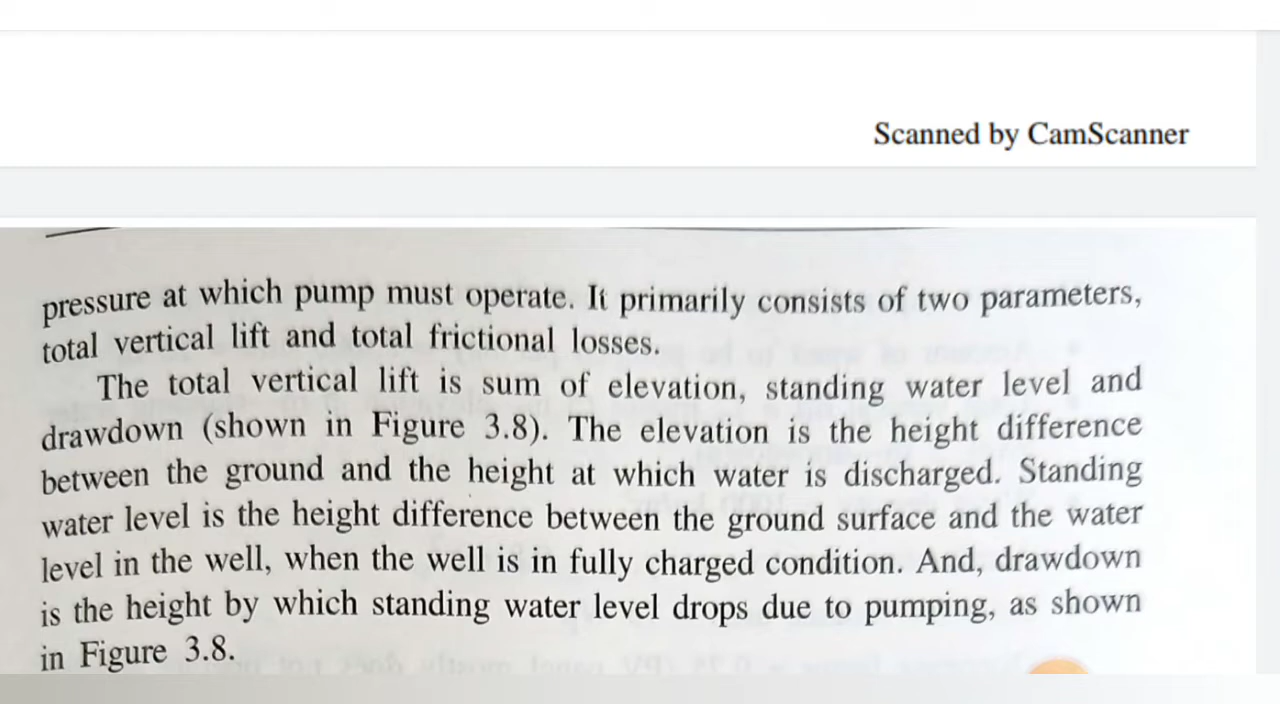 Scanned by CamScanner
pressure at which pump must operate. It primarily consists of two parameters,
total vertical lift and total frictional losses.
The total vertical lift is sum of elevation, standing water level and
drawdown (shown in Figure 3.8). The elevation is the height difference
between the ground and the height at which water is discharged. Standing
water level is the height difference between the ground surface and the water
level in the well, when the well is in fully charged condition. And, drawdown
is the height by which standing water level drops due to pumping, as shown
in Figure 3.8.